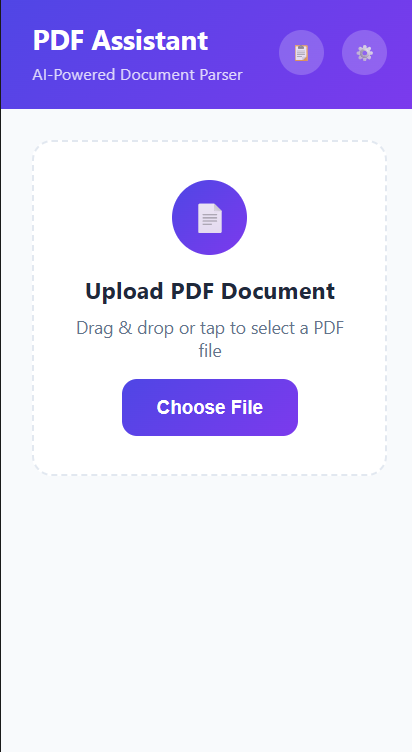 PDF Assistant
AI-Powered Document Parser
Upload PDF Document
Drag & drop or tap to select a PDF
file
Choose File